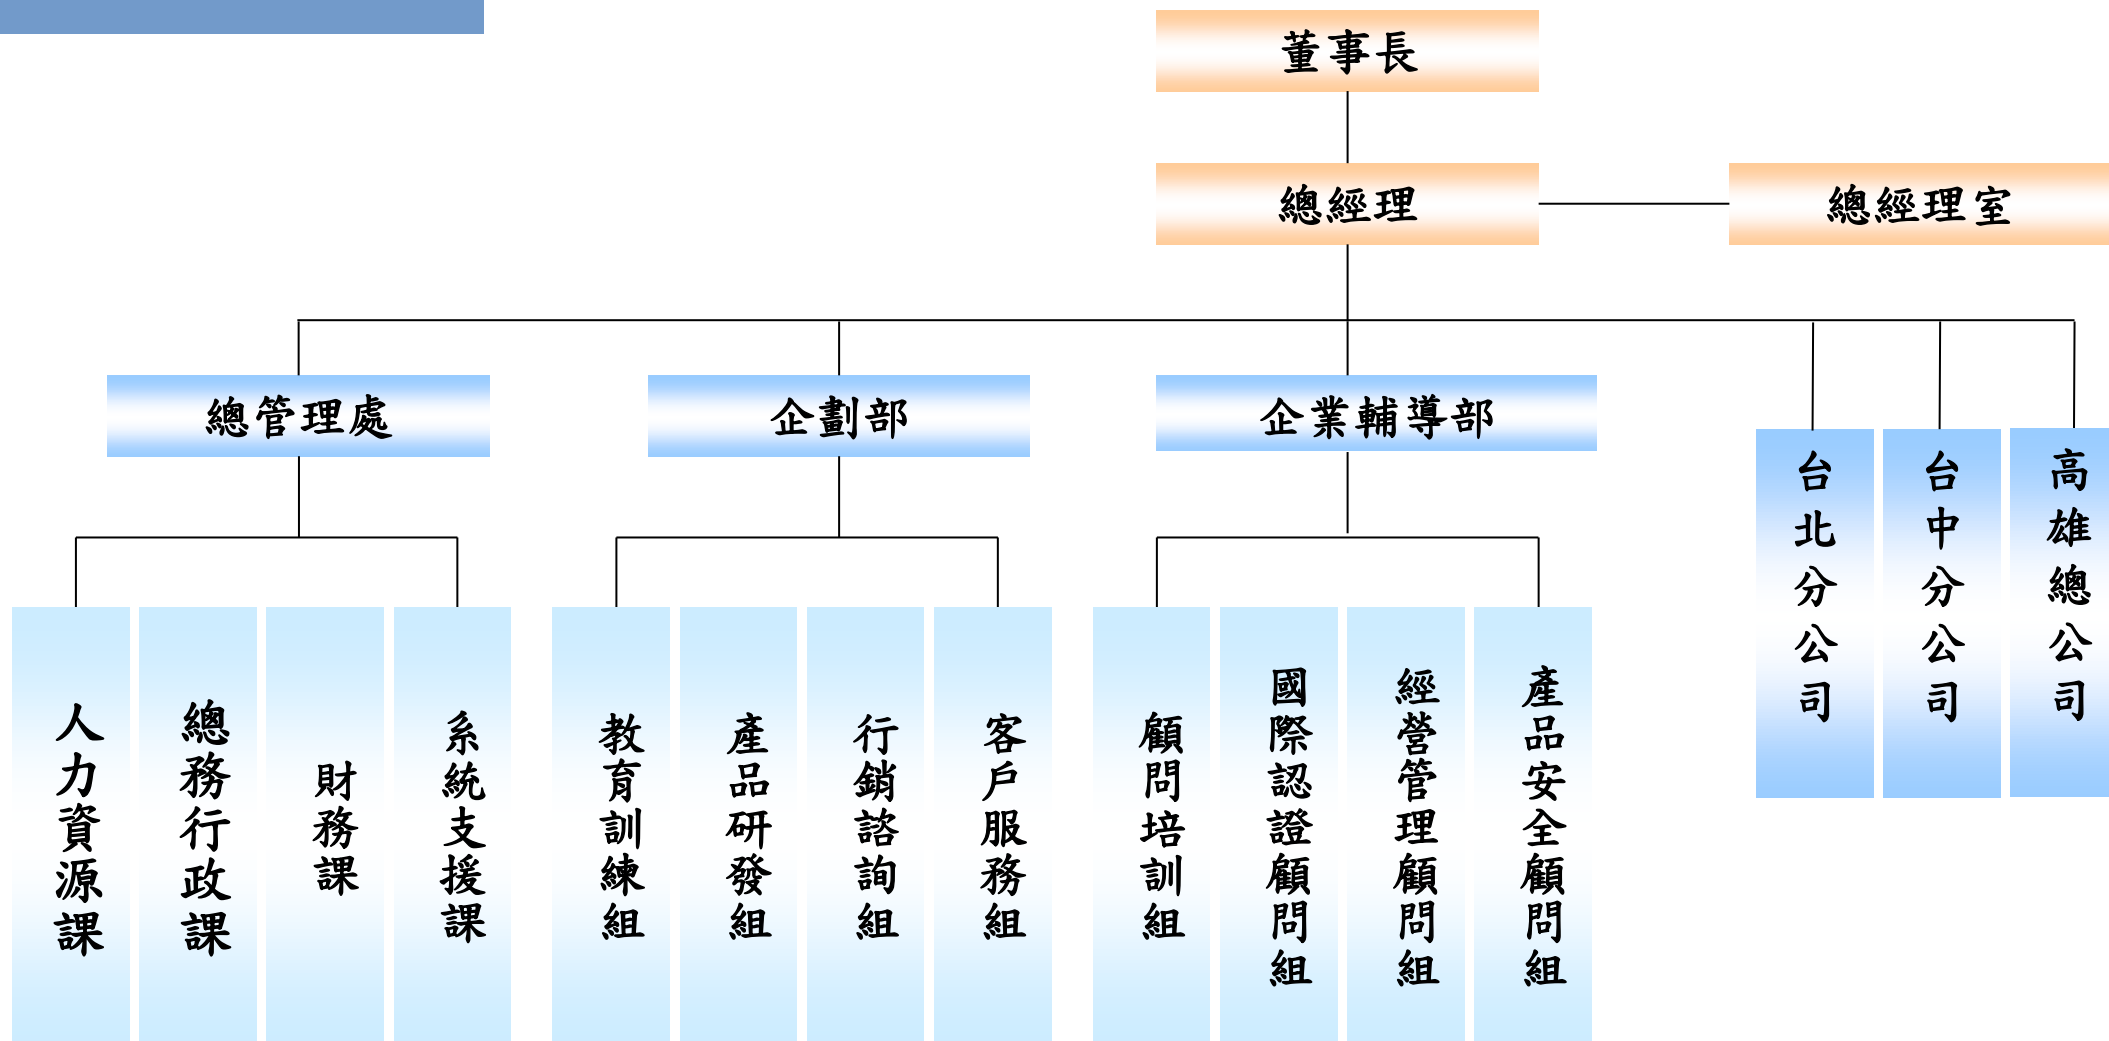 董事長
總經理
總經理室
總管理處
企劃部
企業輔導部
台北分公司
台中分公司
高雄總公司
人力資源課
總務行政課
財務課
系統支援課
教育訓練組
產品研發組
行銷諮詢組
客戶服務組
顧問培訓組
國際認證顧問組
經營管理顧問組
產品安全顧問組